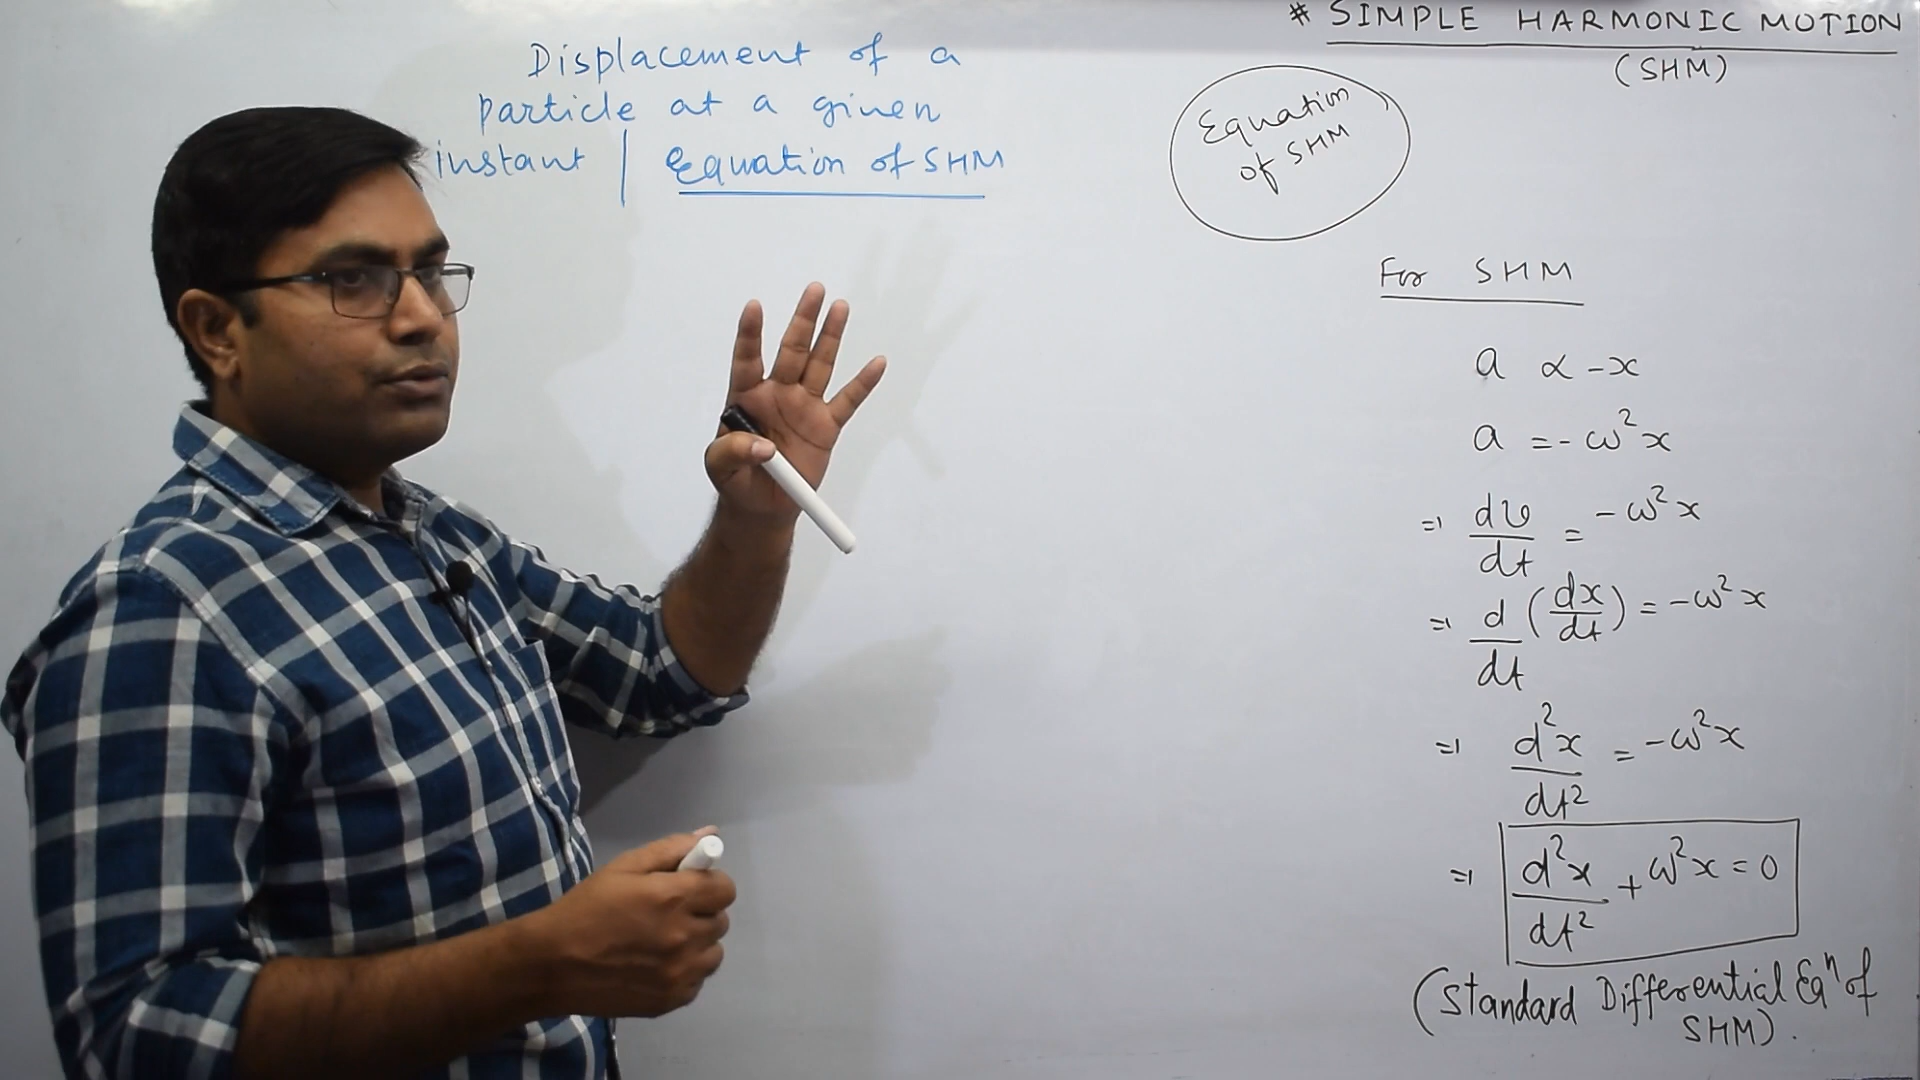 # SIMPLE HARMONIC MOTION
(SHM)
Displacement of a
particle at a given
instant | Equation of SHM
Equation
of SHM
For SHM
a ∝ -x
a = -ω²x
⇒ dv/dt = -ω²x
⇒ d/dt (dx/dt) = -ω²x
⇒ d²x/dt² = -ω²x
⇒ d²x/dt² + ω²x = 0
(Standard Differential Eqⁿ of
SHM).